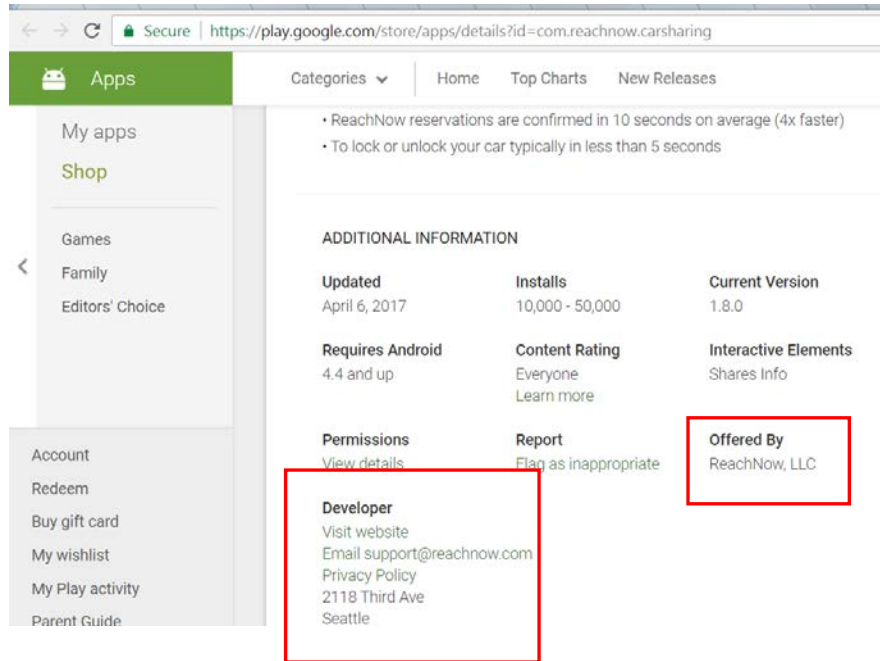 Secure | https://play.google.com/store/apps/details?id=com.reachnow.carsharing
Apps
Categories Home Top Charts New Releases
My apps
Shop
Games
Family
Editors' Choice
Account
Redeem
Buy gift card
My wishlist
My Play activity
Parent Guide
• ReachNow reservations are confirmed in 10 seconds on average (4x faster)
• To lock or unlock your car typically in less than 5 seconds
ADDITIONAL INFORMATION
Updated
April 6, 2017
Installs
10,000 - 50,000
Current Version
1.8.0
Requires Android
4.4 and up
Content Rating
Everyone
Learn more
Interactive Elements
Shares Info
Permissions
View details
Report
Flag as inappropriate
Offered By
ReachNow, LLC
Developer
Visit website
Email support@reachnow.com
Privacy Policy
2118 Third Ave
Seattle